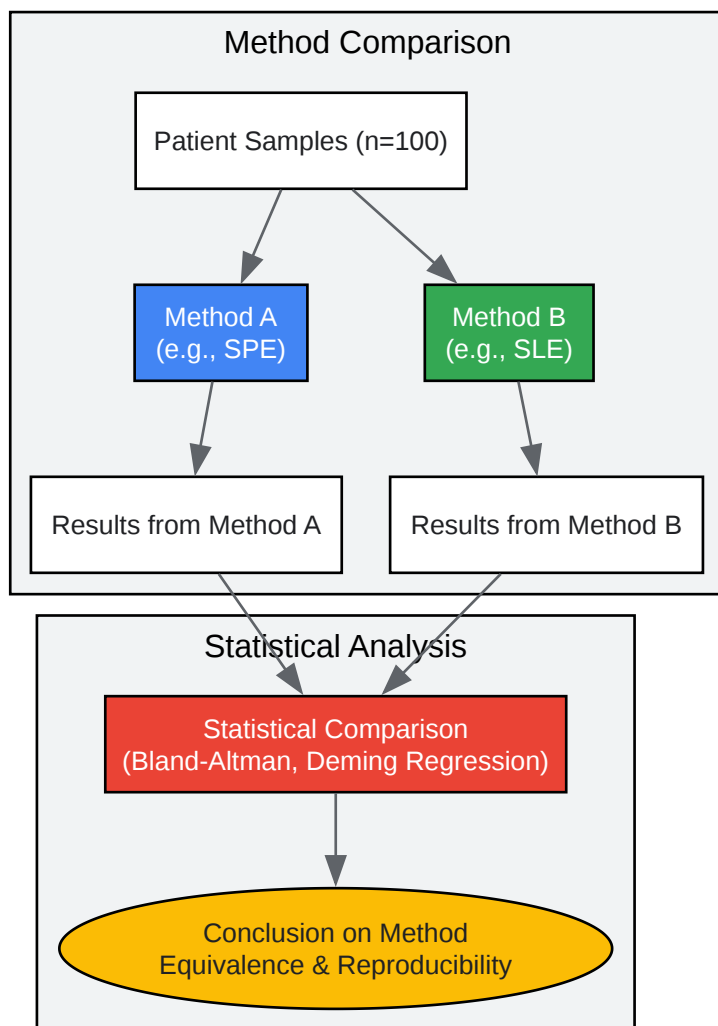 Method Comparison
Patient Samples (n=100)
Method A
(e.g., SPE)
Method B
(e.g., SLE)
Results from Method A
Results from Method B
Statistical Analysis
Statistical Comparison
(Bland-Altman, Deming Regression)
Conclusion on Method
Equivalence & Reproducibility